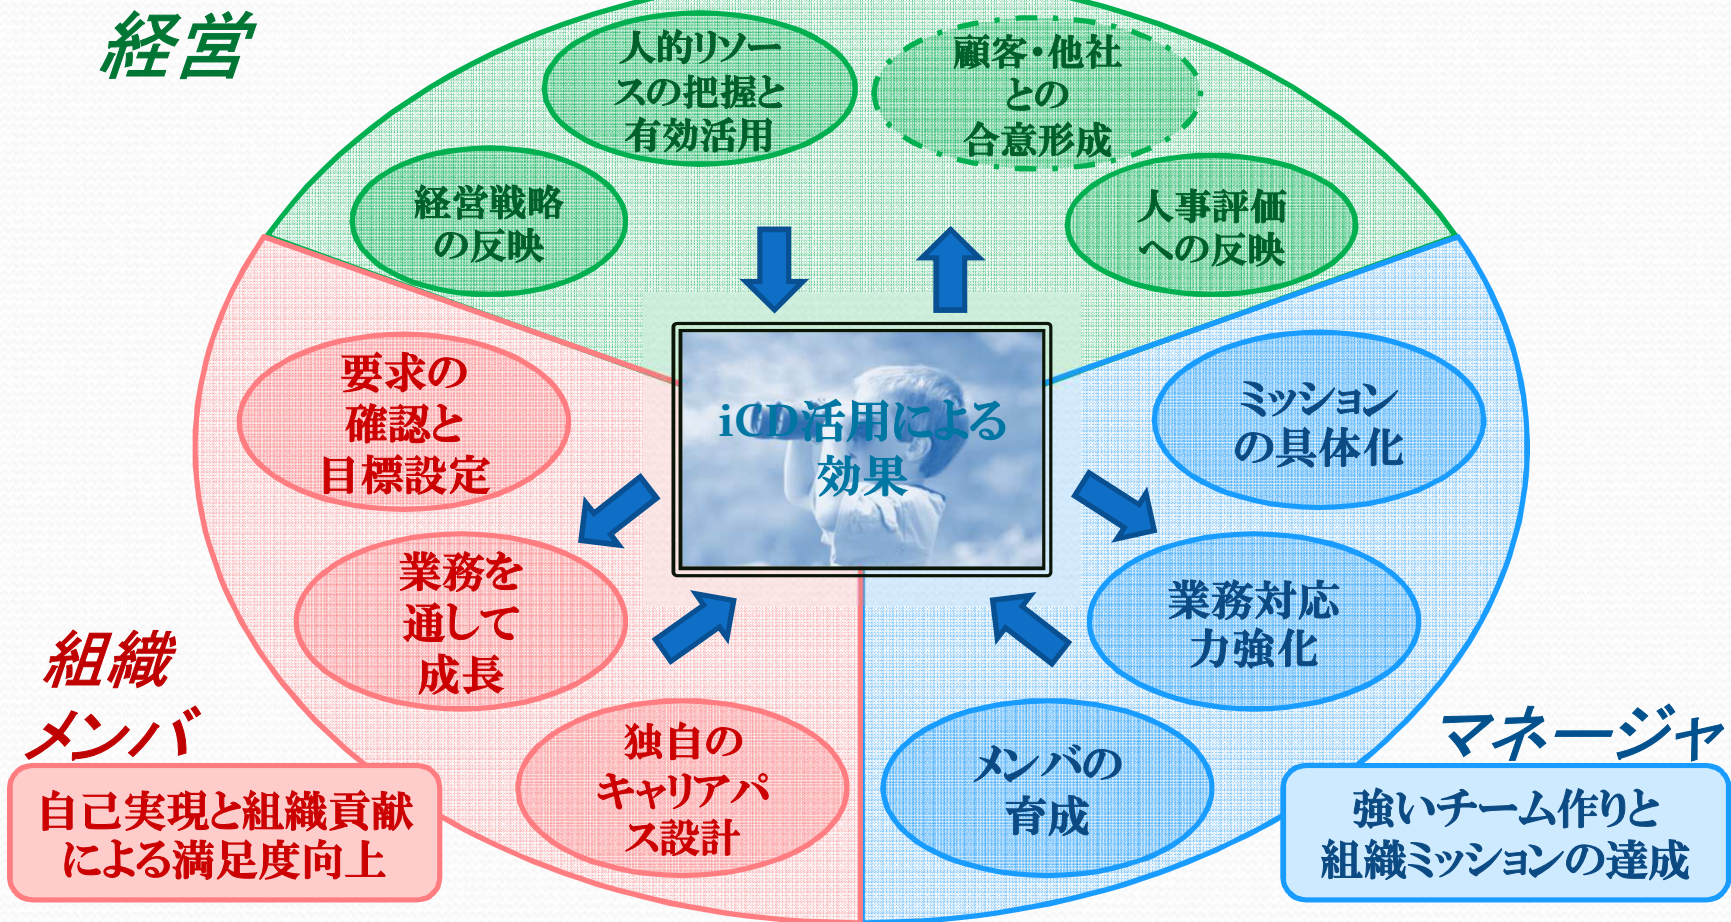 経営
人的リソー
スの把握と
有効活用
顧客・他社
との
合意形成
経営戦略
の反映
人事評価
への反映
iCD活用による
効果
要求の
確認と
目標設定
業務を
通して
成長
独自の
キャリアパ
ス設計
ミッション
の具体化
業務対応
力強化
メンバの
育成
組織
メンバ
自己実現と組織貢献
による満足度向上
マネージャ
強いチーム作りと
組織ミッションの達成